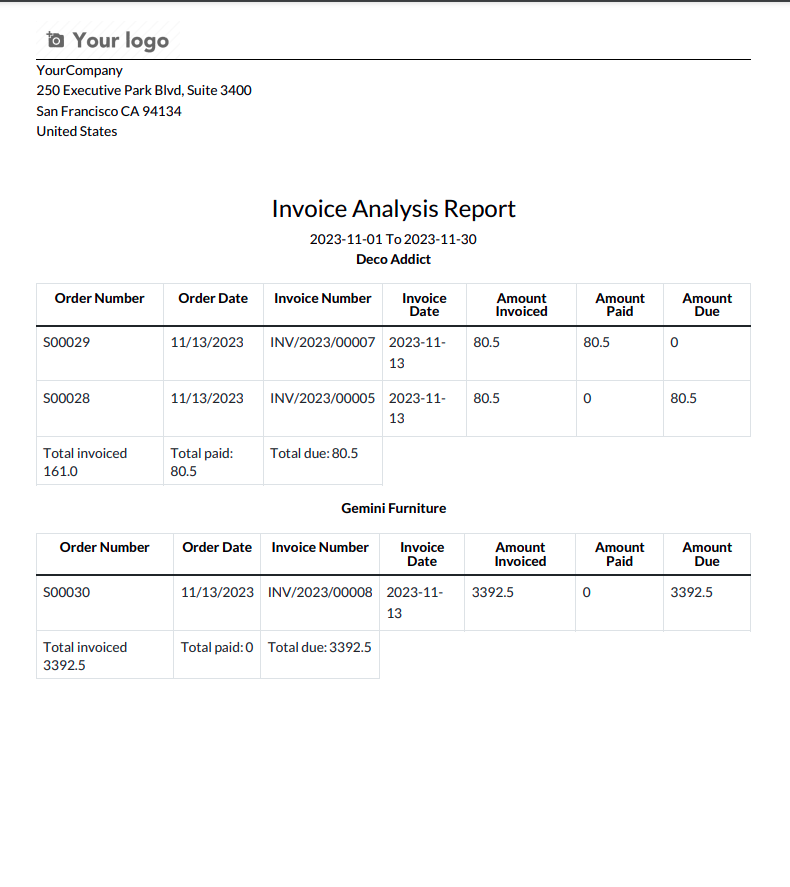 Your logo
YourCompany
250 Executive Park Blvd, Suite 3400
San Francisco CA 94134
United States
Invoice Analysis Report
2023-11-01 To 2023-11-30
Deco Addict
Order Number Order Date Invoice Number Invoice Date Amount Invoiced Amount Paid Amount Due
S00029 11/13/2023 INV/2023/00007 2023-11-13 80.5 80.5 0
S00028 11/13/2023 INV/2023/00005 2023-11-13 80.5 0 80.5
Total invoiced 161.0 Total paid: 80.5 Total due: 80.5
Gemini Furniture
Order Number Order Date Invoice Number Invoice Date Amount Invoiced Amount Paid Amount Due
S00030 11/13/2023 INV/2023/00008 2023-11-13 3392.5 0 3392.5
Total invoiced 3392.5 Total paid: 0 Total due: 3392.5